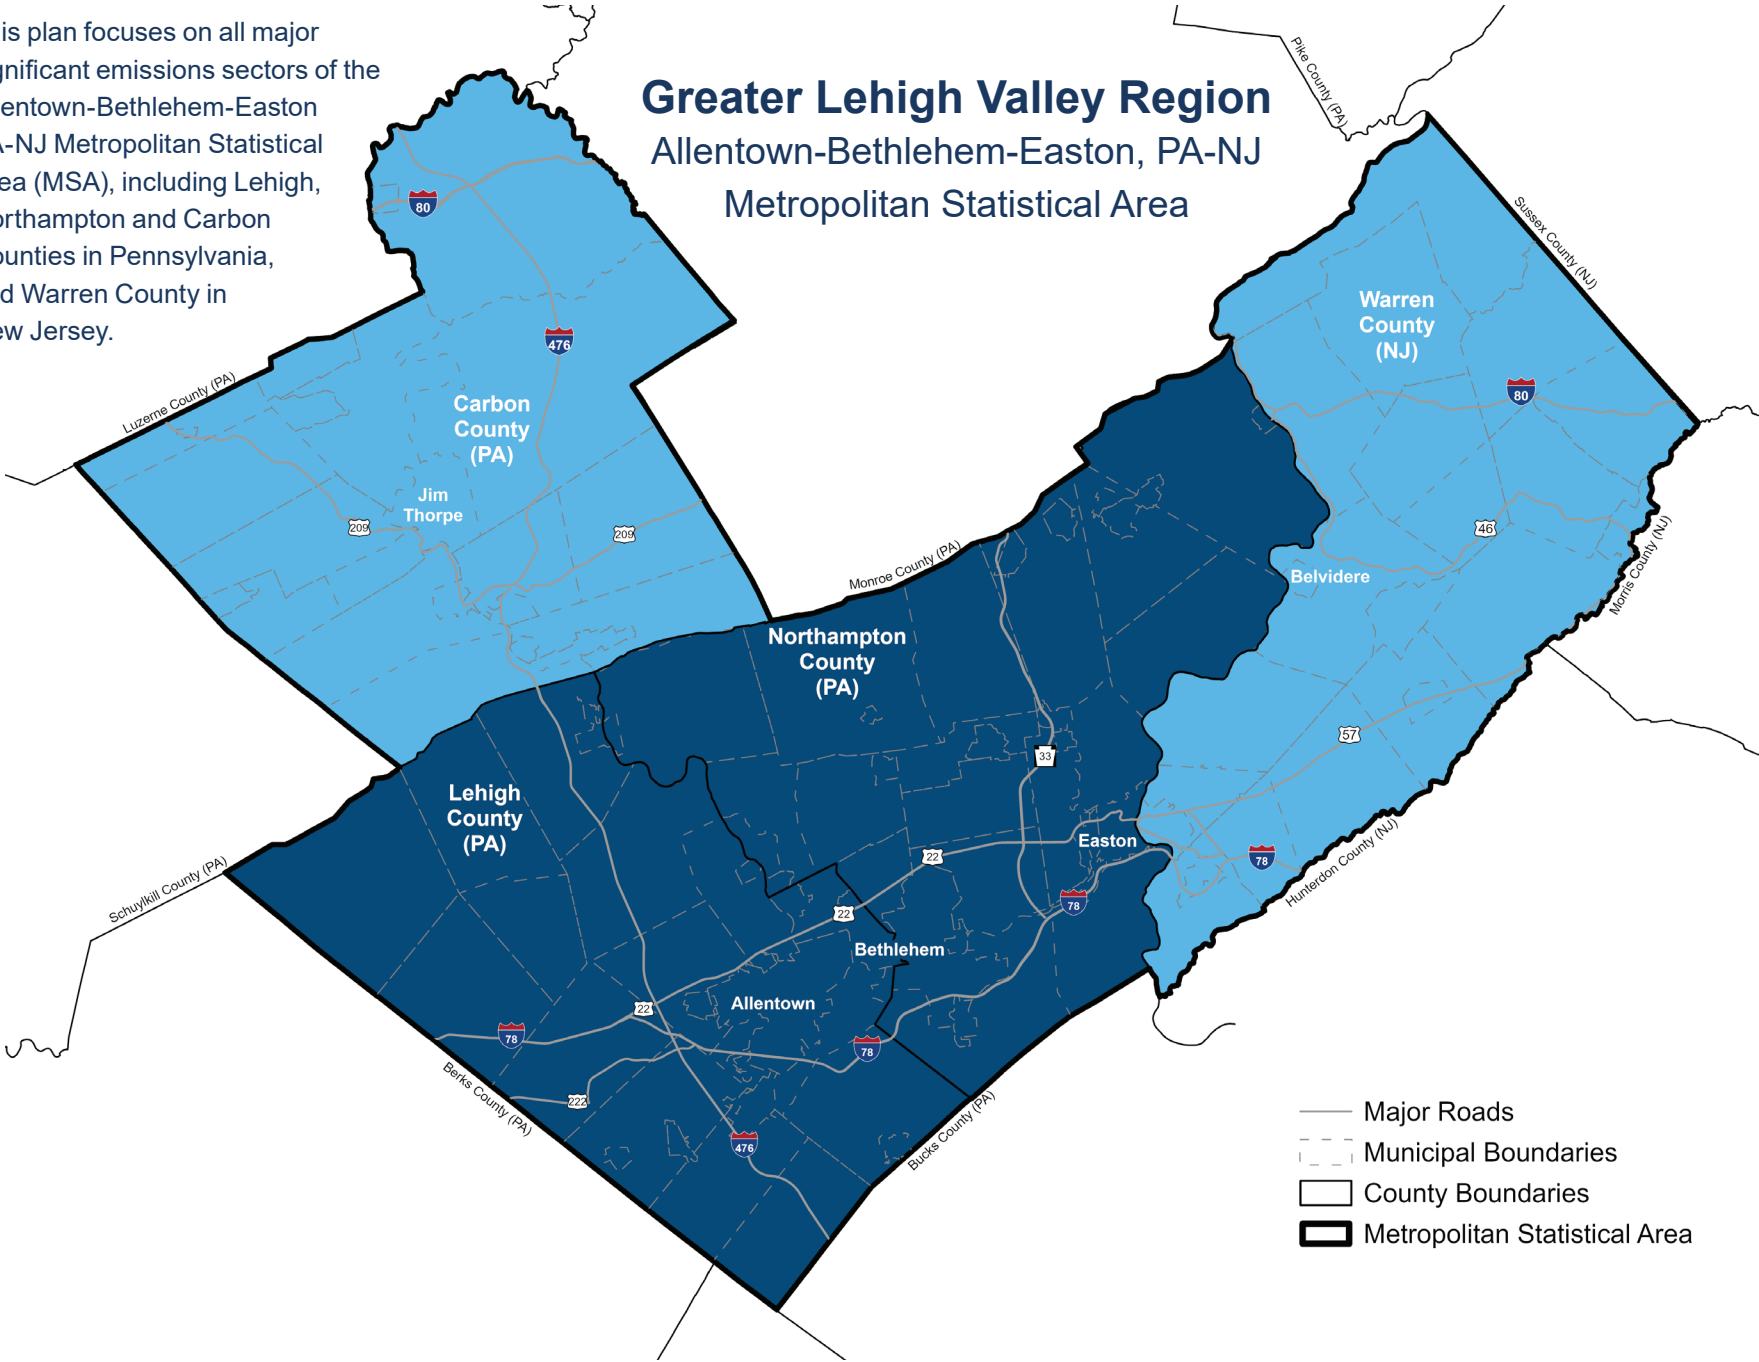 is plan focuses on all major
gnificant emissions sectors of the
entown-Bethlehem-Easton
A-NJ Metropolitan Statistical
rea (MSA), including Lehigh,
orthampton and Carbon
ounties in Pennsylvania,
d Warren County in
ew Jersey.
Greater Lehigh Valley Region
Allentown-Bethlehem-Easton, PA-NJ
Metropolitan Statistical Area
Pike County (PA)
Sussex County (NJ)
80
Warren
County
(NJ)
476
Luzerne County (PA)
80
Carbon
County
(PA)
Jim
Thorpe
209
209
46
Monroe County (PA)
Belvidere
Morris County (NJ)
Northampton
County
(PA)
57
33
Lehigh
County
(PA)
Easton
22
78
Hunterdon County (NJ)
Schuylkill County (PA)
78
22
Bethlehem
Allentown
22
78
78
Berks County (PA)
222
476
Bucks County (PA)
Major Roads
Municipal Boundaries
County Boundaries
Metropolitan Statistical Area